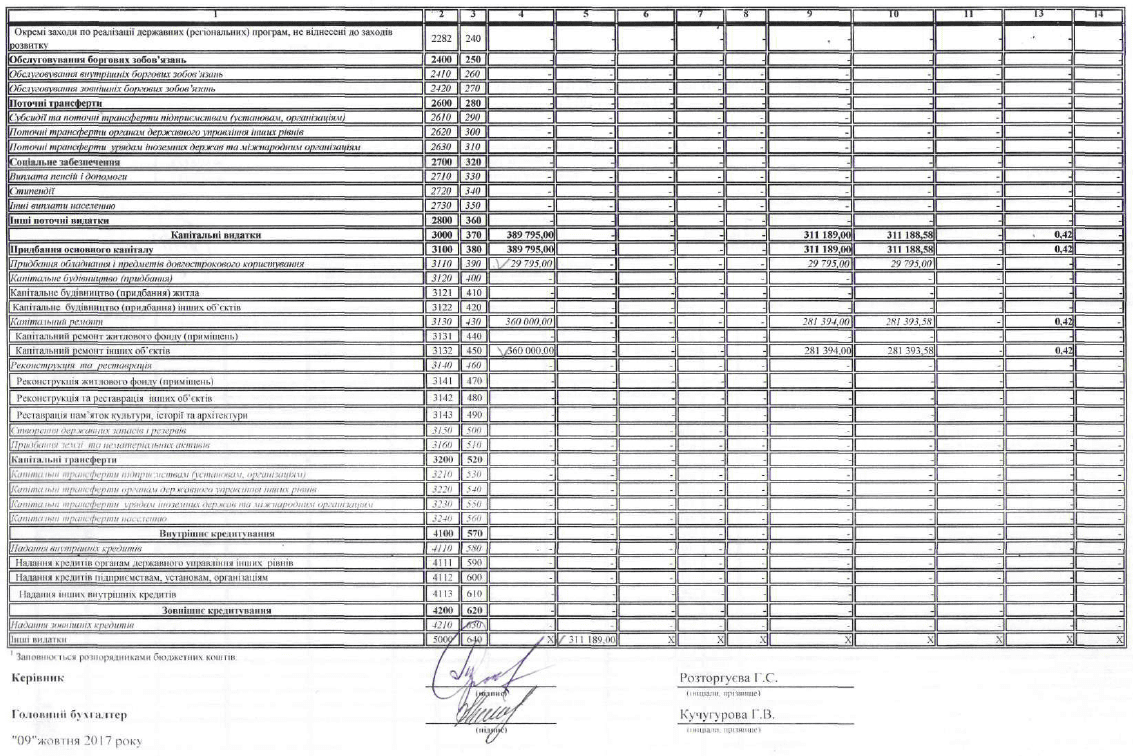 1 2 3 4 5 6 7 8 9 10 11 13 14
Окремі заходи по реалізації державних (регіональних) програм, не віднесені до заходів
розвитку 2282 240 - - - - - - - - - -
Обслуговування боргових зобов'язань 2400 250 - - - - - - - - - -
Обслуговування внутрішніх боргових зобов'язань 2410 260 - - - - - - - - - -
Обслуговування зовнішніх боргових зобов'язань 2420 270 - - - - - - - - - -
Поточні трансферти 2600 280 - - - - - - - - - -
Субсидії та поточні трансферти підприємствам (установам, організаціям) 2610 290 - - - - - - - - - -
Поточні трансферти органам державного управління інших рівнів 2620 300 - - - - - - - - - -
Поточні трансферти урядам іноземних держав та міжнародним організаціям 2630 310 - - - - - - - - - -
Соціальне забезпечення 2700 320 - - - - - - - - - -
Виплата пенсій і допомоги 2710 330 - - - - - - - - - -
Стипендії 2720 340 - - - - - - - - - -
Інші виплати населенню 2730 350 - - - - - - - - - -
Інші поточні видатки 2800 360 - - - - - - - - - -
Капітальні видатки 3000 370 389 795,00 - - - - 311 189,00 311 188,58 - 0,42 -
Придбання основного капіталу 3100 380 389 795,00 - - - - 311 189,00 311 188,58 - 0,42 -
Придбання обладнання і предметів довгострокового користування 3110 390 29 795,00 - - - - 29 795,00 29 795,00 - - -
Капітальне будівництво (придбання) 3120 400 - - - - - - - - - -
Капітальне будівництво (придбання) житла 3121 410 - - - - - - - - - -
Капітальне будівництво (придбання) інших об'єктів 3122 420 - - - - - - - - - -
Капітальний ремонт 3130 430 360 000,00 - - - - 281 394,00 281 393,58 - 0,42 -
Капітальний ремонт житлового фонду (приміщень) 3131 440 - - - - - - - - - -
Капітальний ремонт інших об'єктів 3132 450 360 000,00 - - - - 281 394,00 281 393,58 - 0,42 -
Реконструкція та реставрація 3140 460 - - - - - - - - - -
Реконструкція житлового фонду (приміщень) 3141 470 - - - - - - - - - -
Реконструкція та реставрація інших об'єктів 3142 480 - - - - - - - - - -
Реставрація пам'яток культури, історії та архітектури 3143 490 - - - - - - - - - -
Створення державних запасів і резервів 3150 500 - - - - - - - - - -
Придбання землі та нематеріальних активів 3160 510 - - - - - - - - - -
Капітальні трансферти 3200 520 - - - - - - - - - -
Капітальні трансферти підприємствам (установам, організаціям) 3210 530 - - - - - - - - - -
Капітальні трансферти органам державного управління інших рівнів 3220 540 - - - - - - - - - -
Капітальні трансферти урядам іноземних держав та міжнародним організаціям 3230 550 - - - - - - - - - -
Капітальні трансферти населенню 3240 560 - - - - - - - - - -
Внутрішнє кредитування 4100 570 - - - - - - - - - -
Надання внутрішніх кредитів 4110 580 - - - - - - - - - -
Надання кредитів органам державного управління інших рівнів 4111 590 - - - - - - - - - -
Надання кредитів підприємствам, установам, організаціям 4112 600 - - - - - - - - - -
Надання інших внутрішніх кредитів 4113 610 - - - - - - - - - -
Зовнішнє кредитування 4200 620 - - - - - - - - - -
Надання зовнішніх кредитів 4210 630 - - - - - - - - - -
Інші видатки 5000 640 X 311 189,00 X X X X X X X X
1 Заповнюється розпорядниками бюджетних коштів
Керівник Розторгуєва Г.С.
(підпис) (ініціали, прізвище)
Головний бухгалтер Кучугурова Г.В.
(підпис) (ініціали, прізвище)
"09"жовтня 2017 року